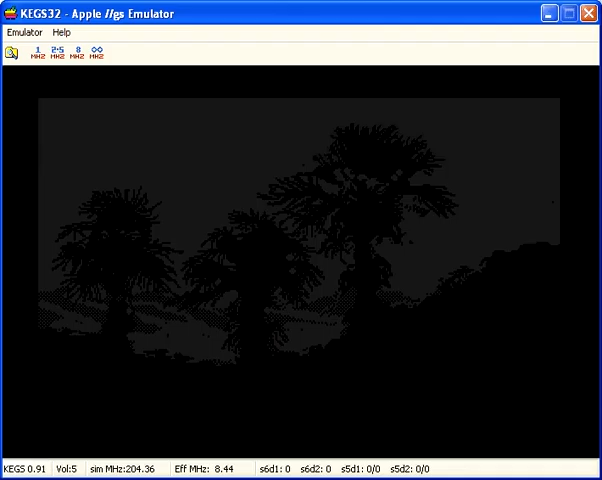 KEGS32 - Apple //gs Emulator
Emulator Help
1 MHZ 2·5 MHZ 8 MHZ ∞ MHZ
KEGS 0.91 Vol:5 sim MHz:204.36 Eff MHz: 8.44 s6d1: 0 s6d2: 0 s5d1: 0/0 s5d2: 0/0